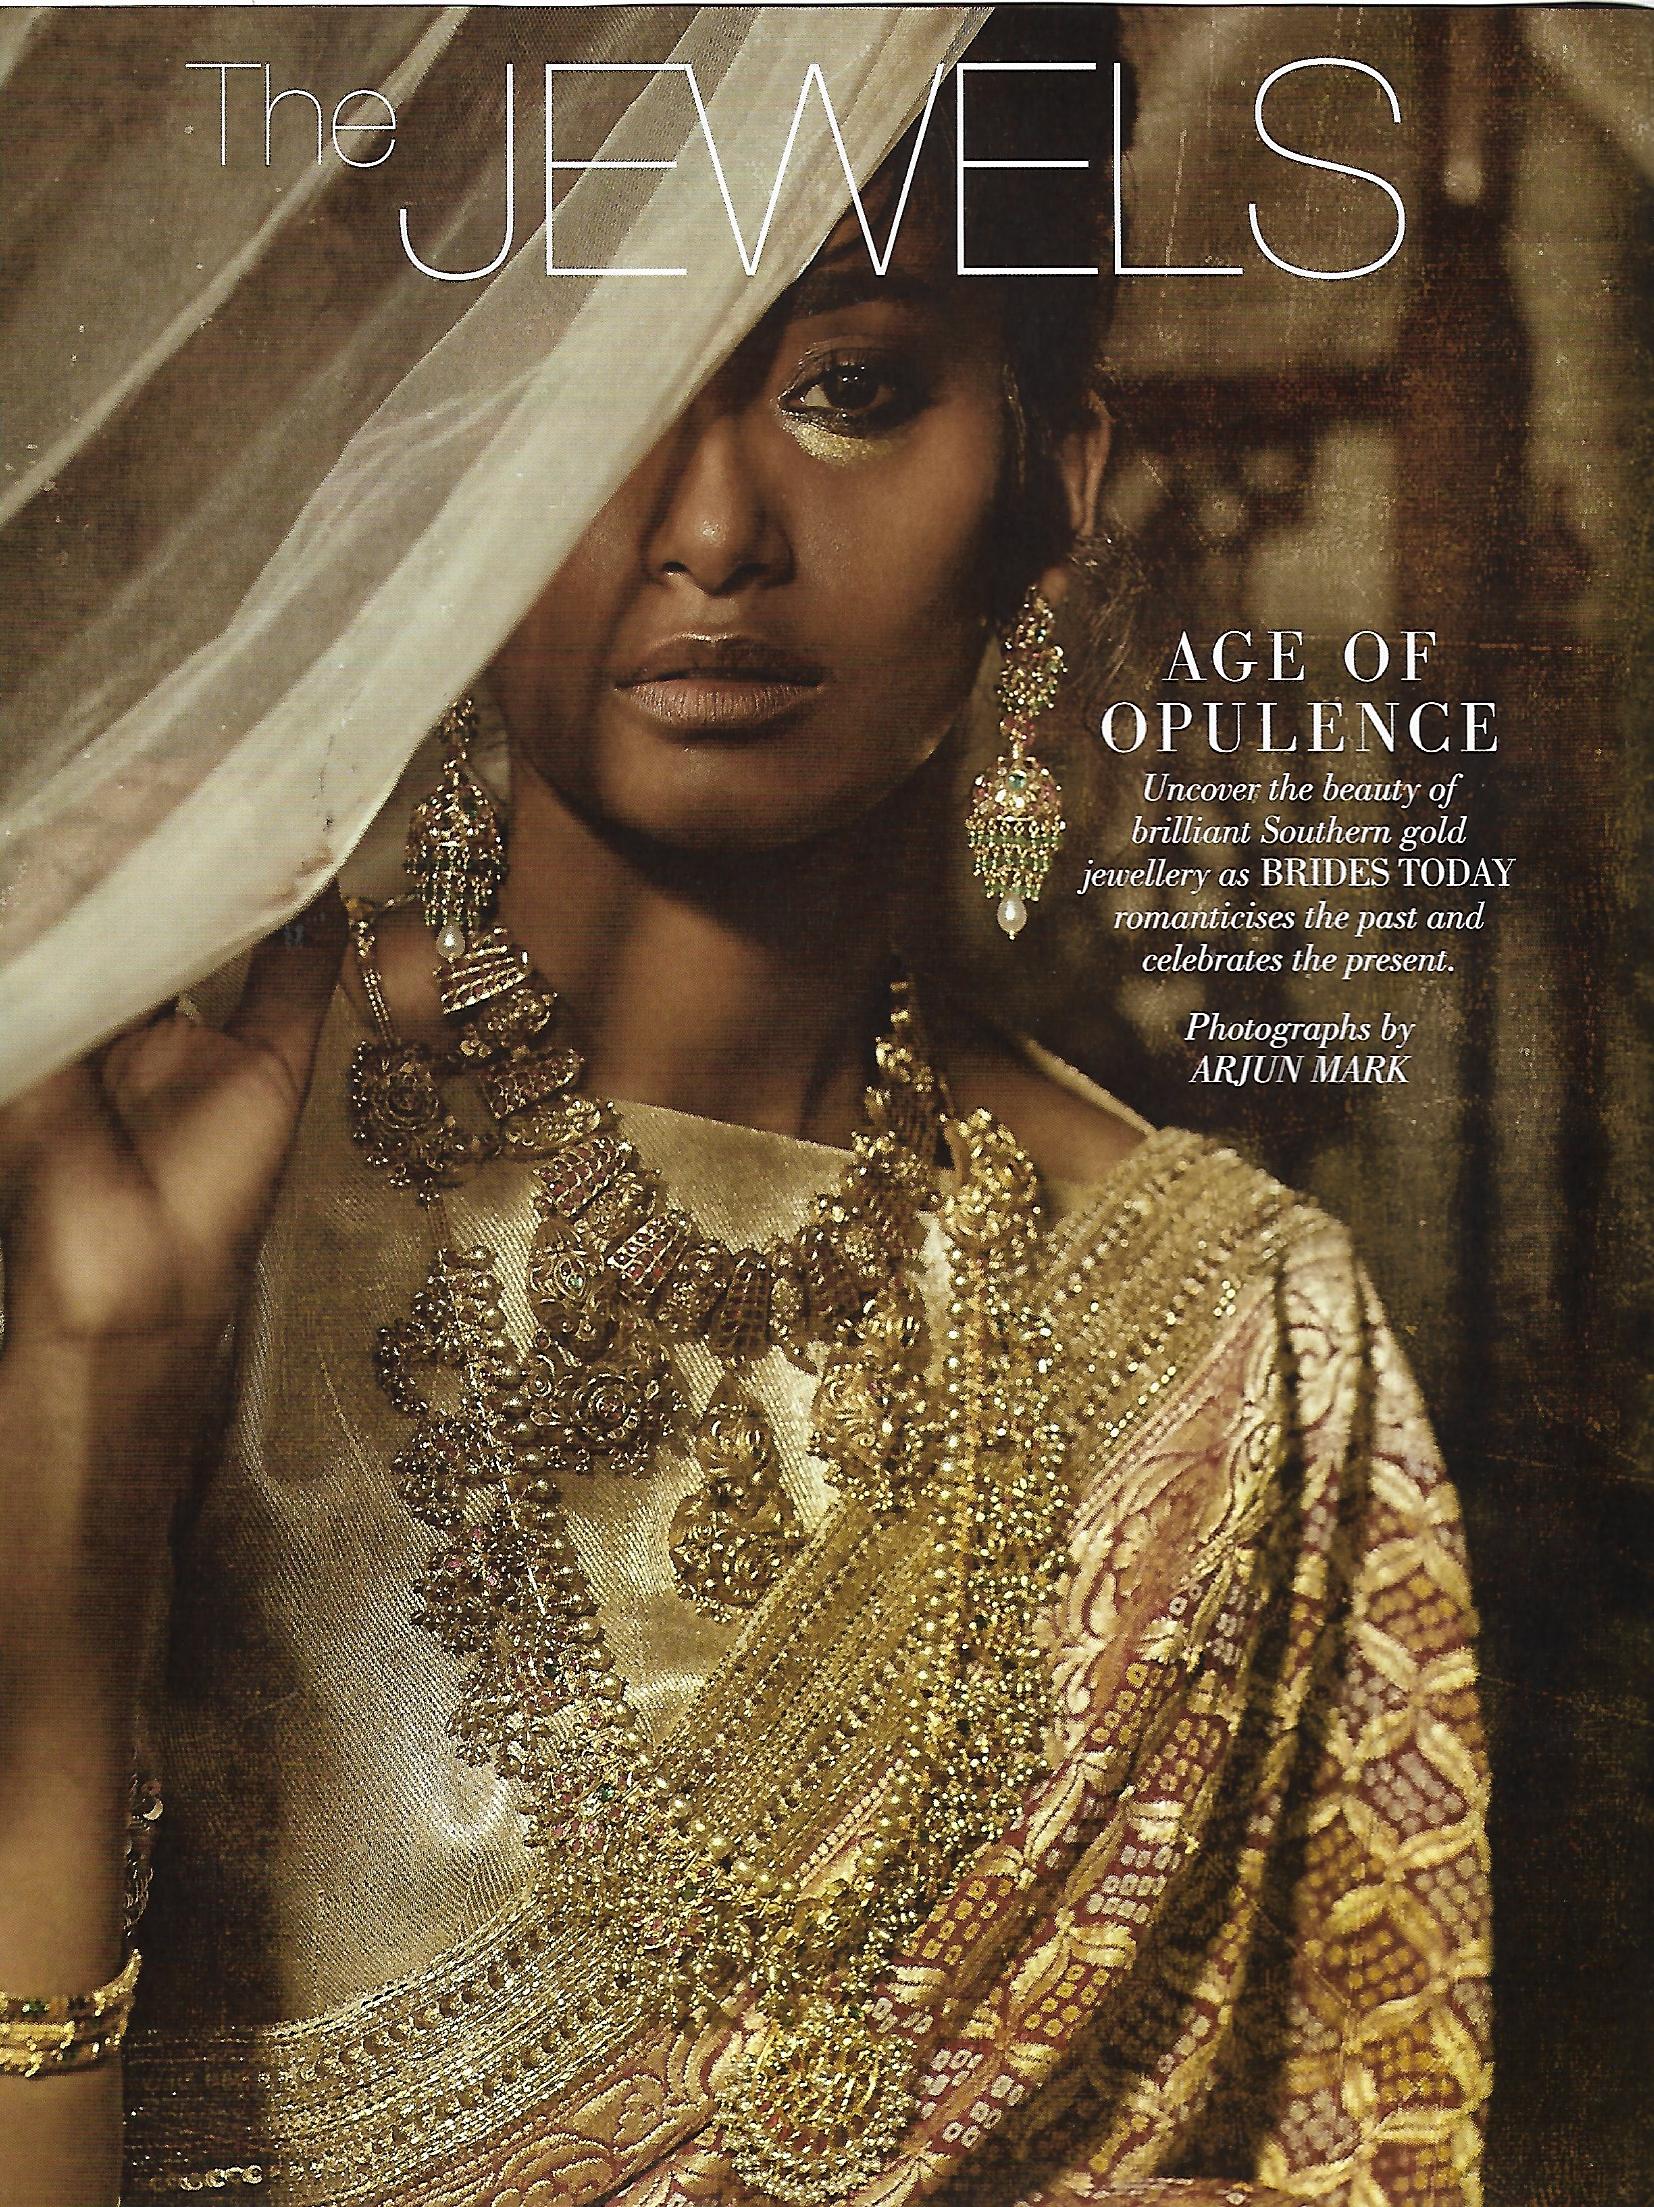 The JEWELS
AGE OF
OPULENCE
Uncover the beauty of
brilliant Southern gold
jewellery as BRIDES TODAY
romanticises the past and
celebrates the present.
Photographs by
ARJUN MARK